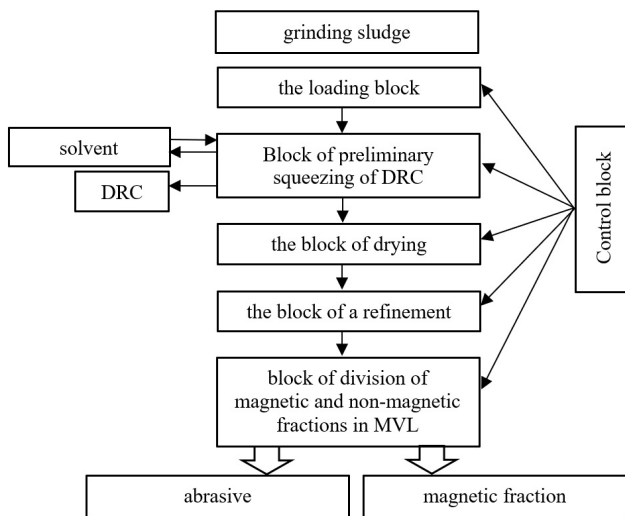 grinding sludge
the loading block
solvent
Block of preliminary
squeezing of DRC
DRC
Control block
the block of drying
the block of a refinement
block of division of
magnetic and non-magnetic
fractions in MVL
abrasive
magnetic fraction